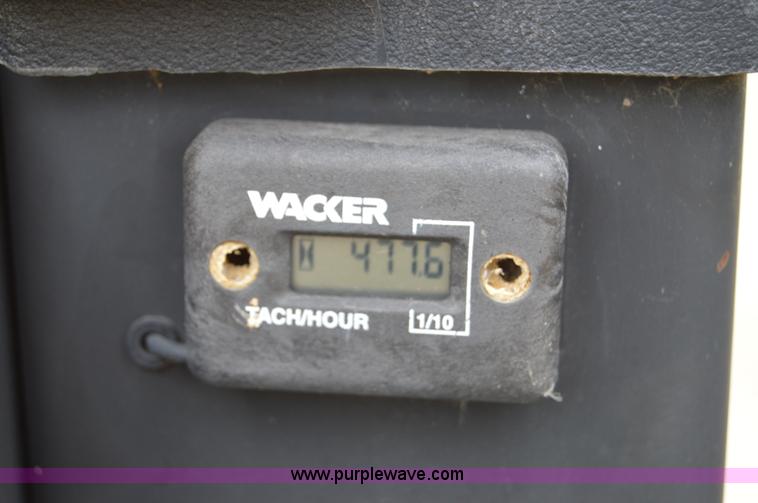 WACKER
477.6
TACH/HOUR 1/10
www.purplewave.com